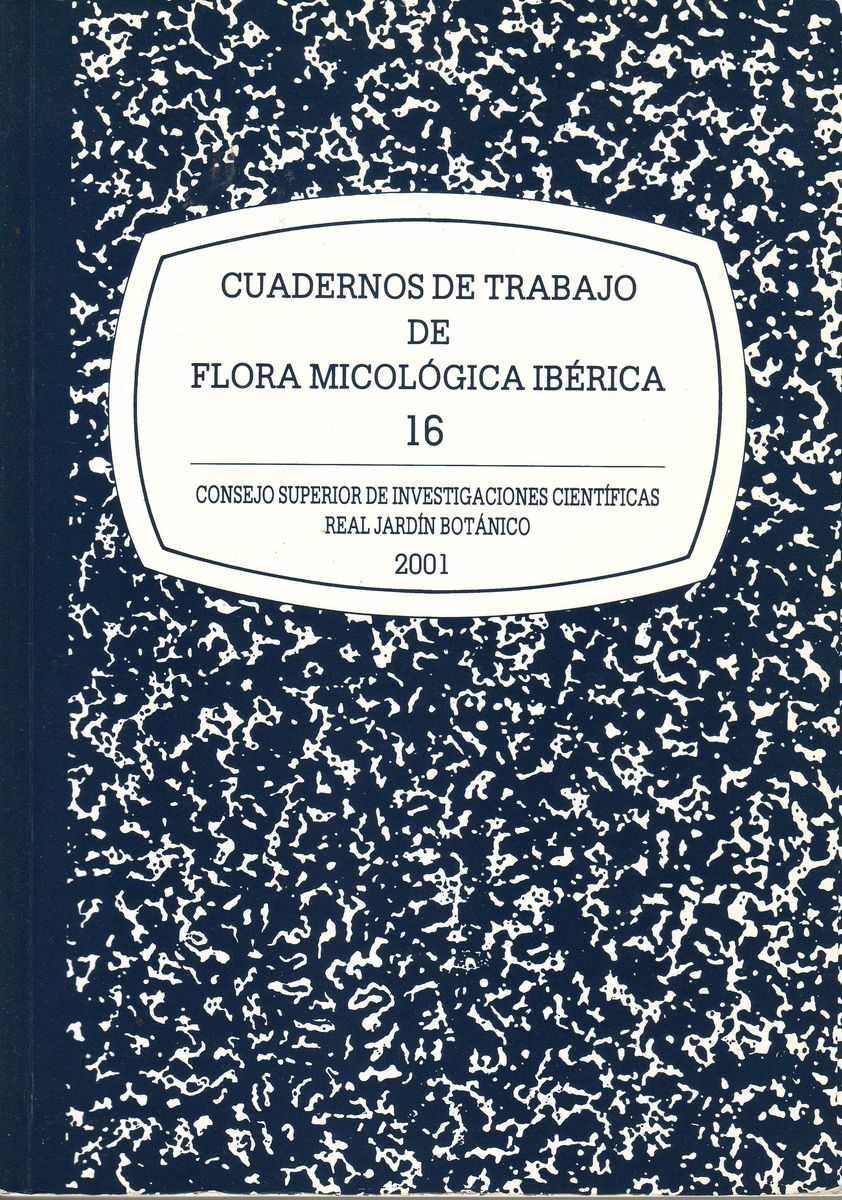 CUADERNOS DE TRABAJO
DE
FLORA MICOLÓGICA IBÉRICA
16
CONSEJO SUPERIOR DE INVESTIGACIONES CIENTÍFICAS
REAL JARDÍN BOTÁNICO
2001